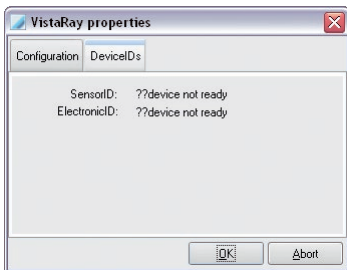 VistaRay properties
Configuration DeviceIDs
SensorID: ??device not ready
ElectronicID: ??device not ready
OK Abort